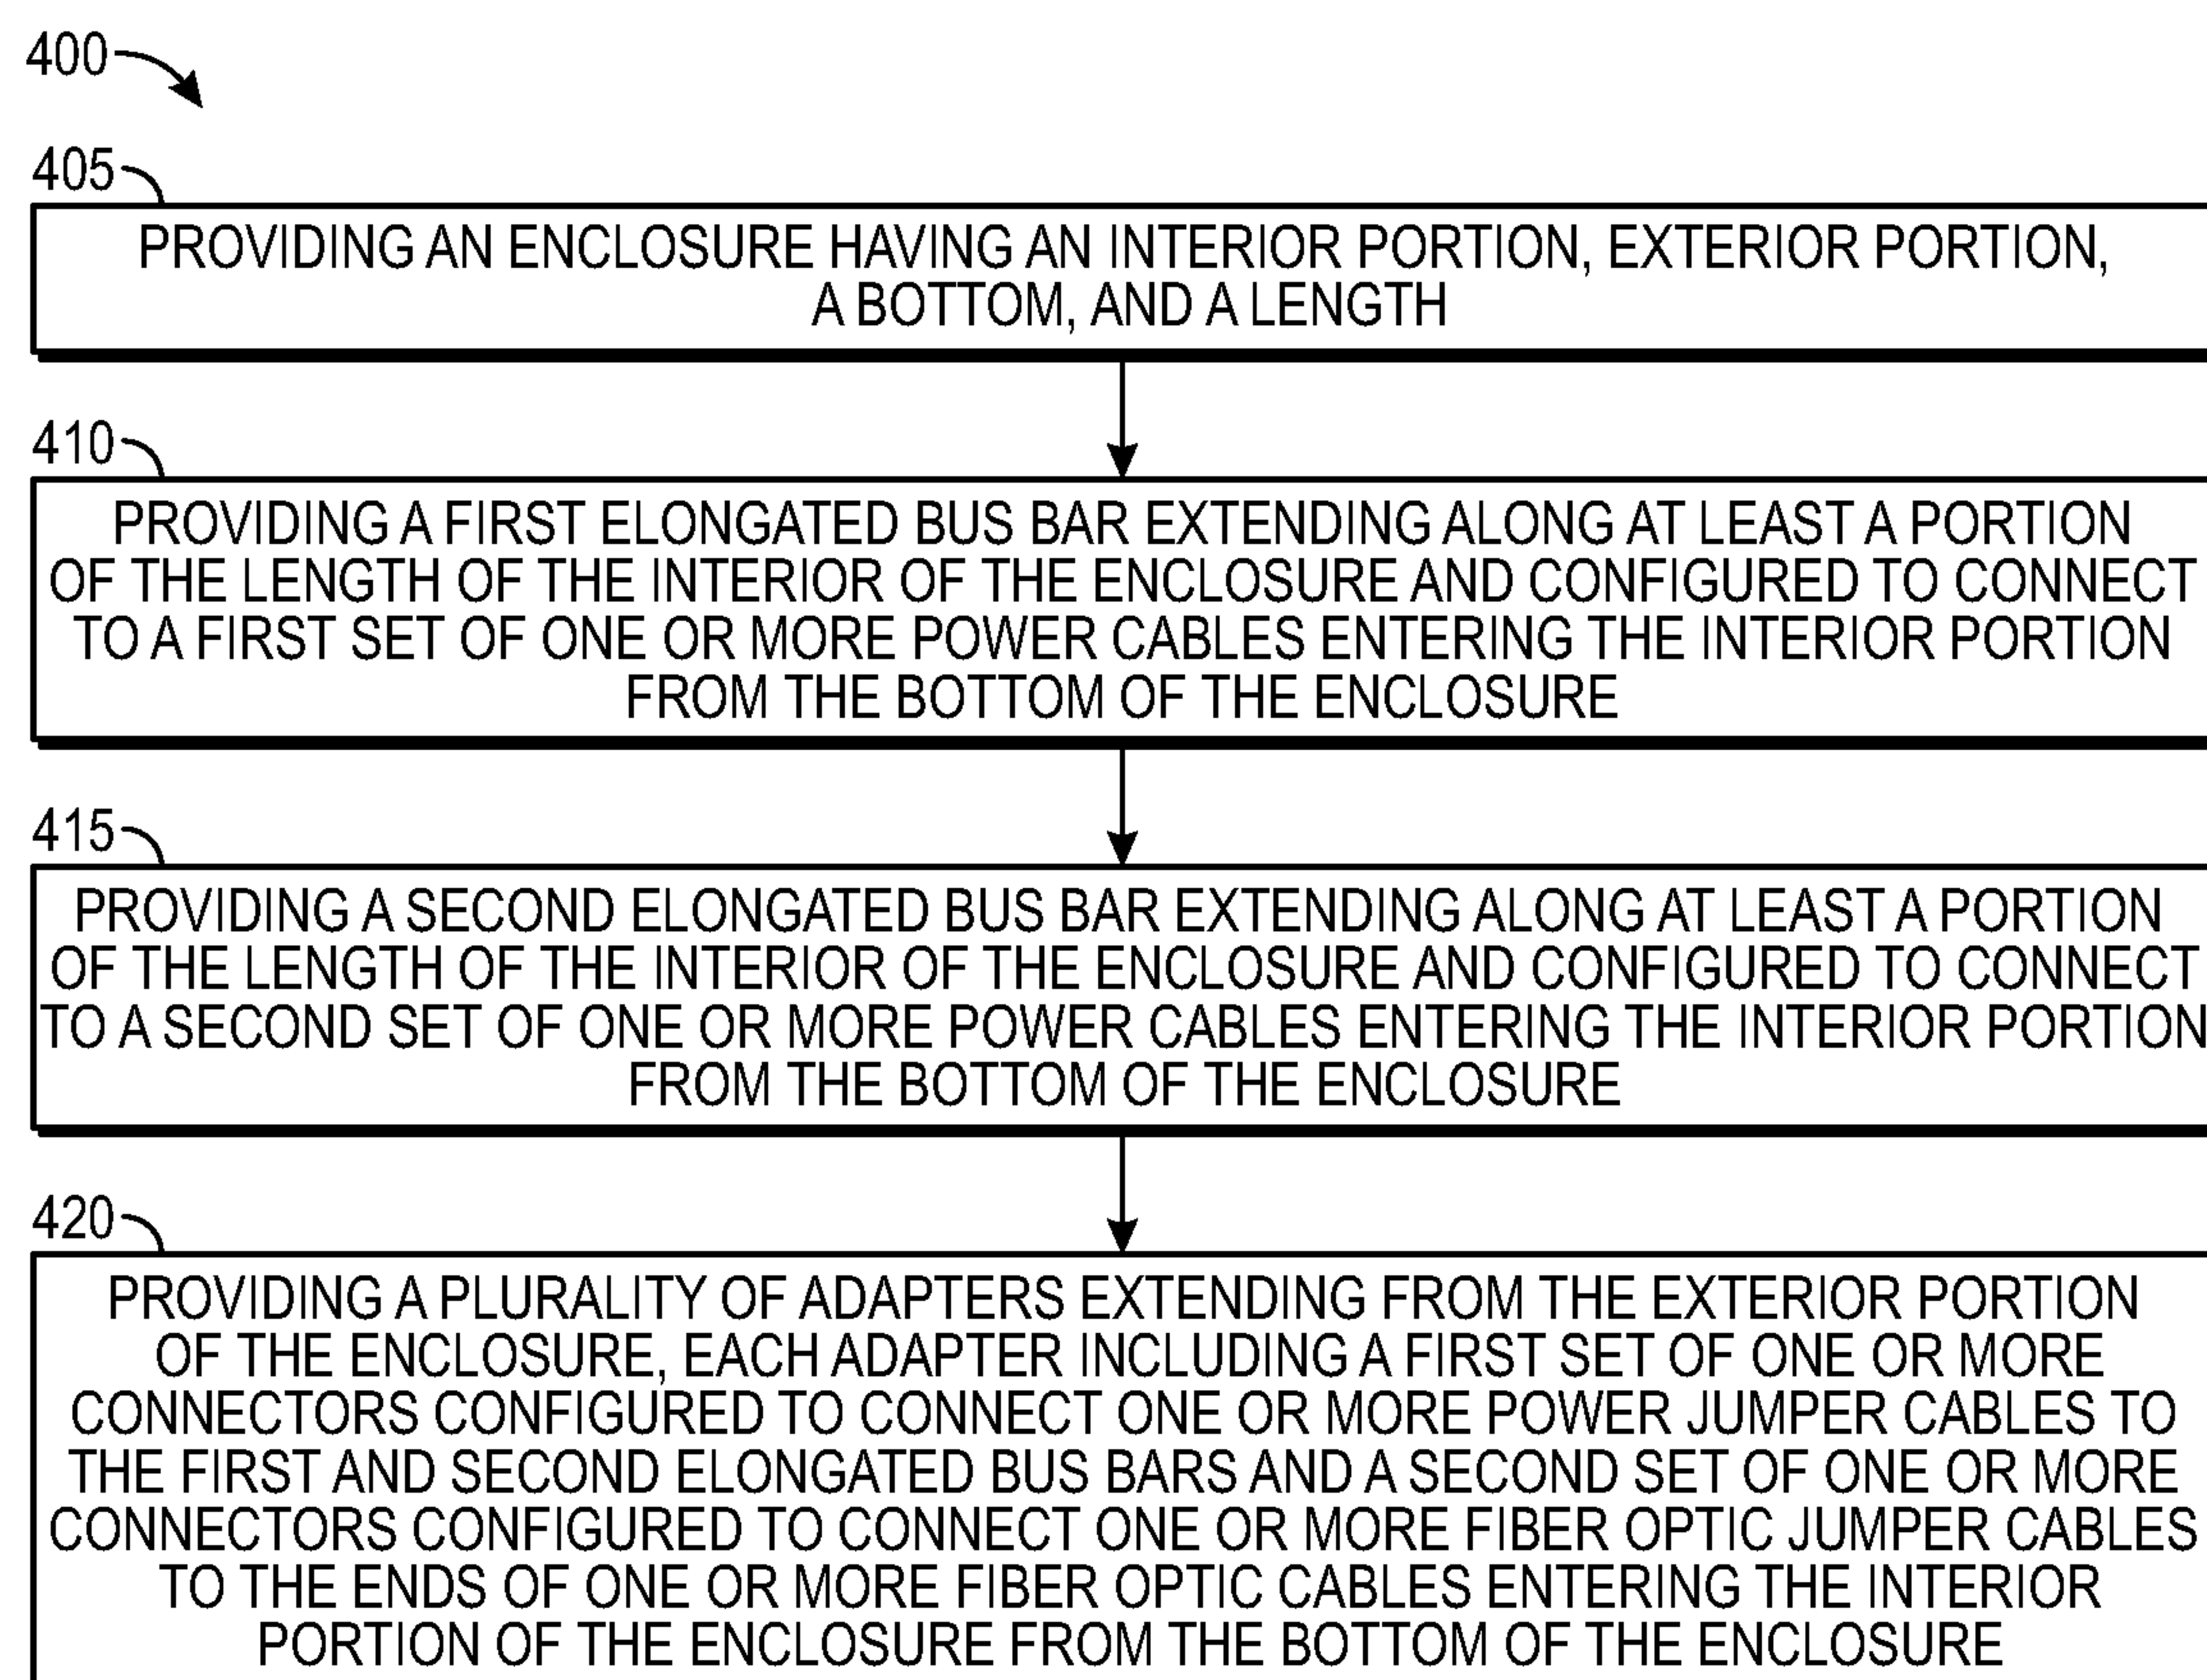 400
405
PROVIDING AN ENCLOSURE HAVING AN INTERIOR PORTION, EXTERIOR PORTION,
A BOTTOM, AND A LENGTH
410
PROVIDING A FIRST ELONGATED BUS BAR EXTENDING ALONG AT LEAST A PORTION
OF THE LENGTH OF THE INTERIOR OF THE ENCLOSURE AND CONFIGURED TO CONNECT
TO A FIRST SET OF ONE OR MORE POWER CABLES ENTERING THE INTERIOR PORTION
FROM THE BOTTOM OF THE ENCLOSURE
415
PROVIDING A SECOND ELONGATED BUS BAR EXTENDING ALONG AT LEAST A PORTION
OF THE LENGTH OF THE INTERIOR OF THE ENCLOSURE AND CONFIGURED TO CONNECT
TO A SECOND SET OF ONE OR MORE POWER CABLES ENTERING THE INTERIOR PORTION
FROM THE BOTTOM OF THE ENCLOSURE
420
PROVIDING A PLURALITY OF ADAPTERS EXTENDING FROM THE EXTERIOR PORTION
OF THE ENCLOSURE, EACH ADAPTER INCLUDING A FIRST SET OF ONE OR MORE
CONNECTORS CONFIGURED TO CONNECT ONE OR MORE POWER JUMPER CABLES TO
THE FIRST AND SECOND ELONGATED BUS BARS AND A SECOND SET OF ONE OR MORE
CONNECTORS CONFIGURED TO CONNECT ONE OR MORE FIBER OPTIC JUMPER CABLES
TO THE ENDS OF ONE OR MORE FIBER OPTIC CABLES ENTERING THE INTERIOR
PORTION OF THE ENCLOSURE FROM THE BOTTOM OF THE ENCLOSURE